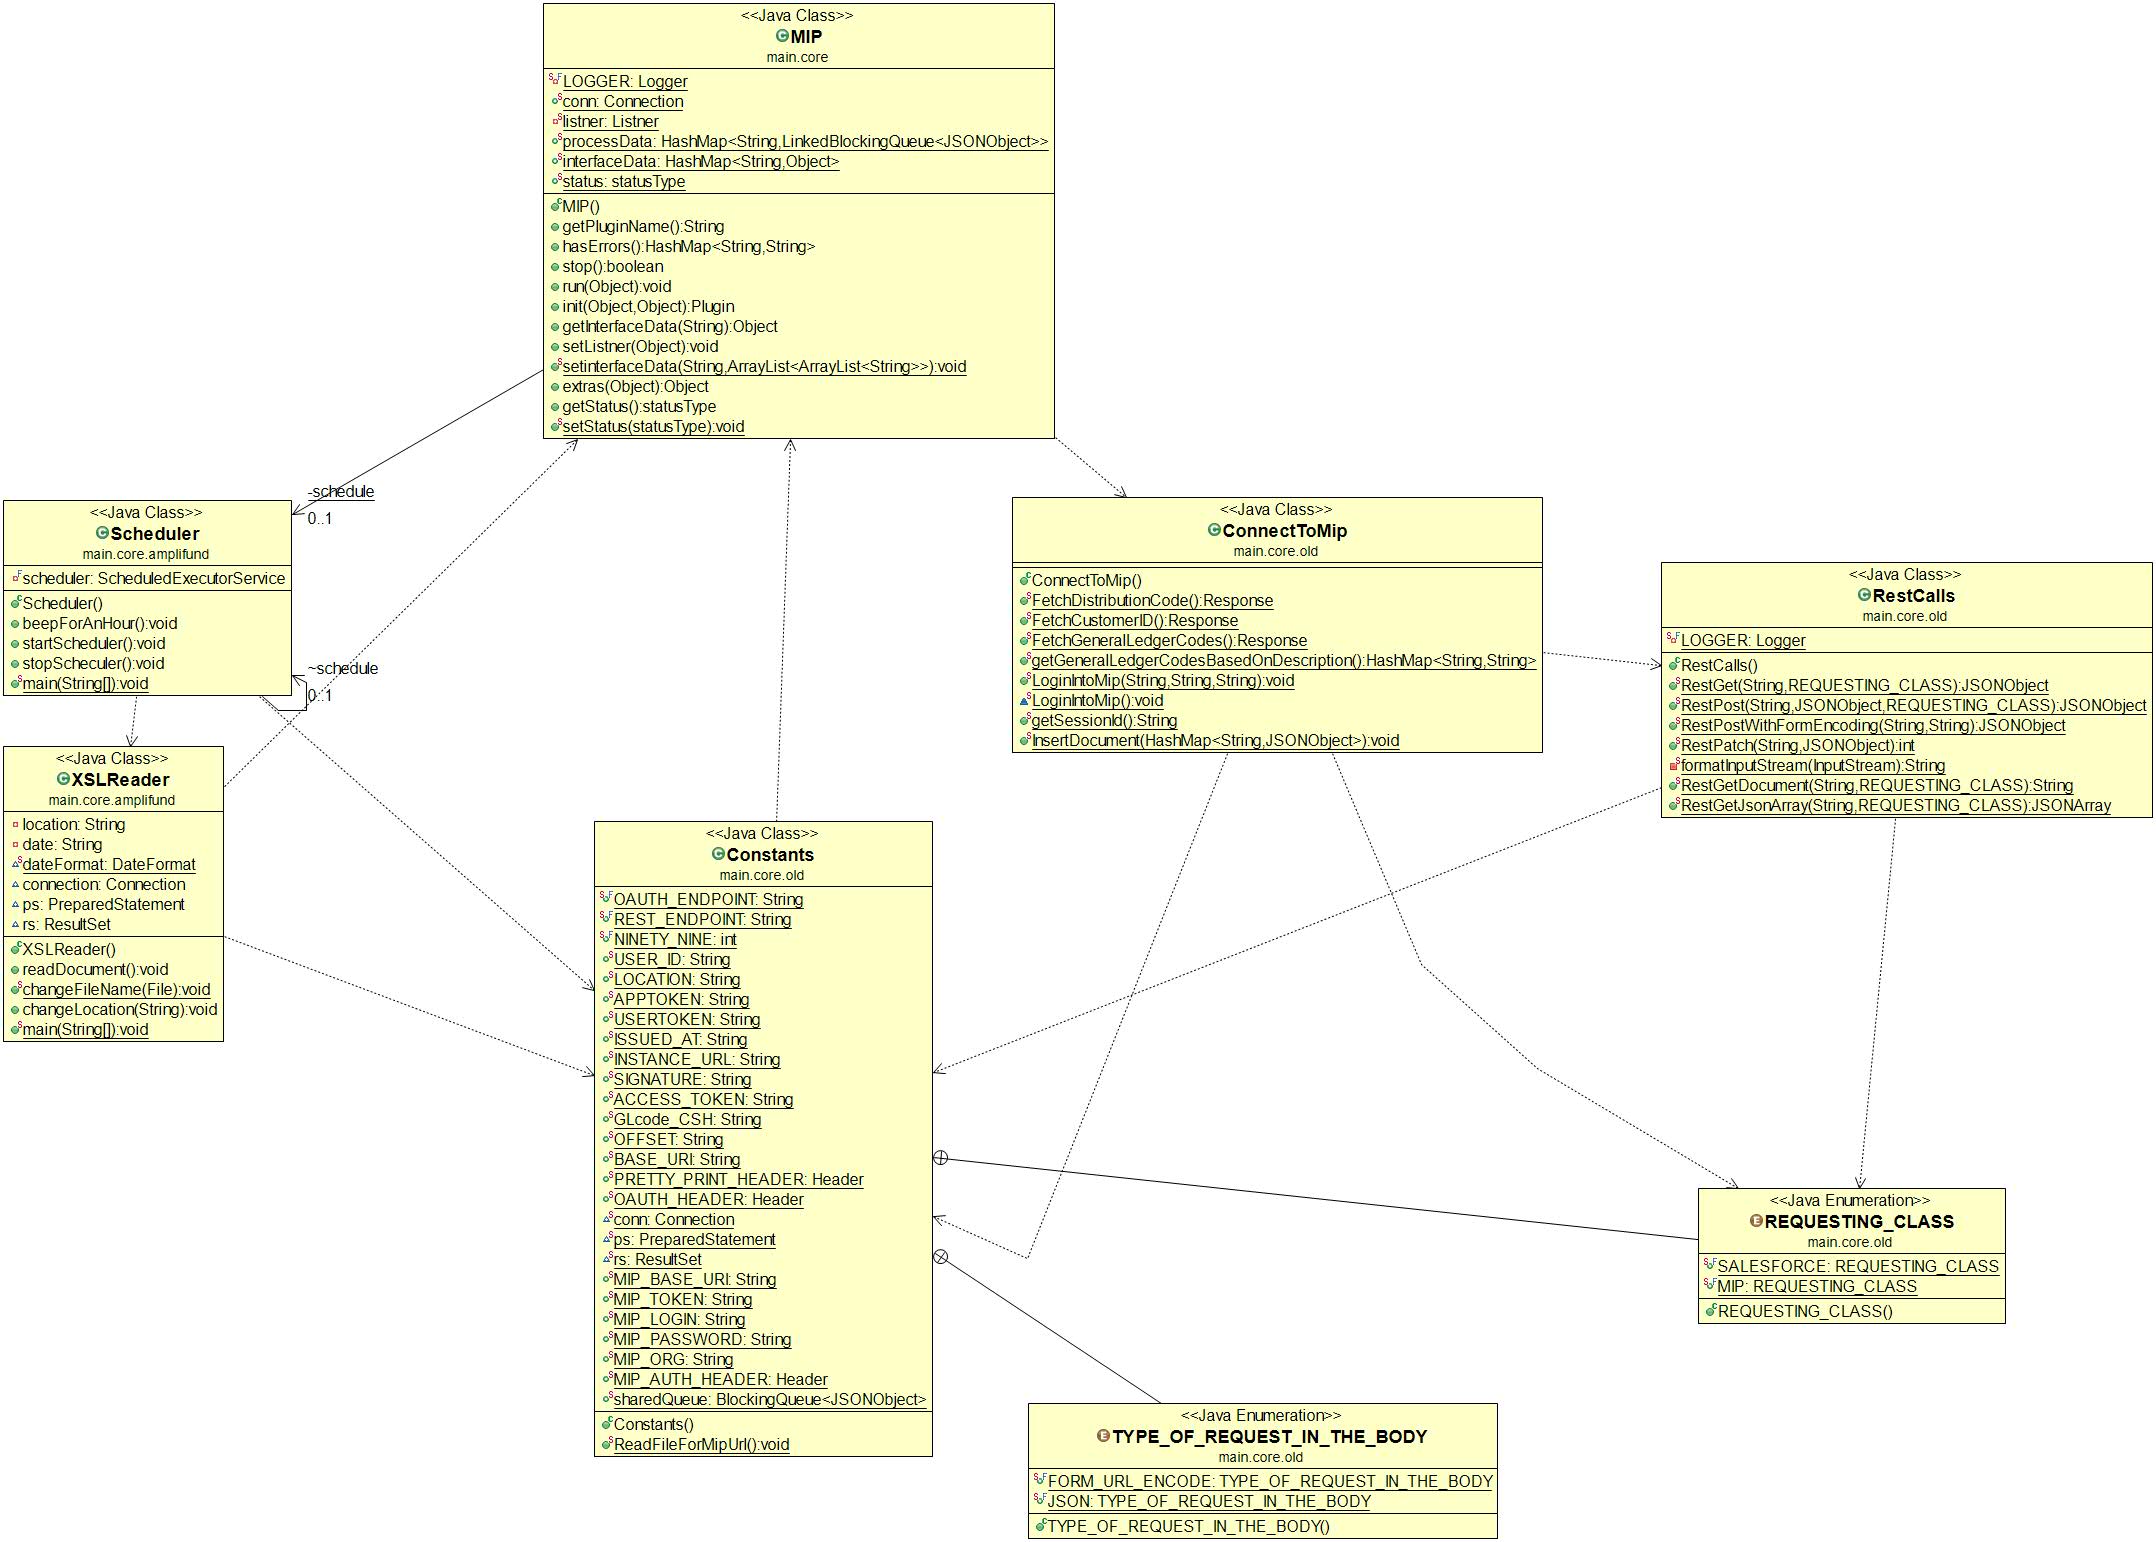 <<Java Class>>
MIP
main.core
LOGGER: Logger
conn: Connection
listner: Listner
processData: HashMap<String,LinkedBlockingQueue<JSONObject>>
interfaceData: HashMap<String,Object>
status: statusType
MIP()
getPluginName():String
hasErrors():HashMap<String,String>
stop():boolean
run(Object):void
init(Object,Object):Plugin
getInterfaceData(String):Object
setListner(Object):void
setinterfaceData(String,ArrayList<ArrayList<String>>):void
extras(Object):Object
getStatus():statusType
setStatus(statusType):void
-schedule
0..1
<<Java Class>>
Scheduler
main.core.amplifund
scheduler: ScheduledExecutorService
Scheduler()
beepForAnHour():void
startScheduler():void
stopScheculer():void
main(String[]):void
~schedule
0..1
<<Java Class>>
XSLReader
main.core.amplifund
location: String
date: String
dateFormat: DateFormat
connection: Connection
ps: PreparedStatement
rs: ResultSet
XSLReader()
readDocument():void
changeFileName(File):void
changeLocation(String):void
main(String[]):void
<<Java Class>>
ConnectToMip
main.core.old
ConnectToMip()
FetchDistributionCode():Response
FetchCustomerID():Response
FetchGeneralLedgerCodes():Response
getGeneralLedgerCodesBasedOnDescription():HashMap<String,String>
LoginIntoMip(String,String,String):void
LoginIntoMip():void
getSessionId():String
InsertDocument(HashMap<String,JSONObject>):void
<<Java Class>>
RestCalls
main.core.old
LOGGER: Logger
RestCalls()
RestGet(String,REQUESTING_CLASS):JSONObject
RestPost(String,JSONObject,REQUESTING_CLASS):JSONObject
RestPostWithFormEncoding(String,String):JSONObject
RestPatch(String,JSONObject):int
formatInputStream(InputStream):String
RestGetDocument(String,REQUESTING_CLASS):String
RestGetJsonArray(String,REQUESTING_CLASS):JSONArray
<<Java Class>>
Constants
main.core.old
OAUTH_ENDPOINT: String
REST_ENDPOINT: String
NINETY_NINE: int
USER_ID: String
LOCATION: String
APPTOKEN: String
USERTOKEN: String
ISSUED_AT: String
INSTANCE_URL: String
SIGNATURE: String
ACCESS_TOKEN: String
GLcode_CSH: String
OFFSET: String
BASE_URI: String
PRETTY_PRINT_HEADER: Header
OAUTH_HEADER: Header
conn: Connection
ps: PreparedStatement
rs: ResultSet
MIP_BASE_URI: String
MIP_TOKEN: String
MIP_LOGIN: String
MIP_PASSWORD: String
MIP_ORG: String
MIP_AUTH_HEADER: Header
sharedQueue: BlockingQueue<JSONObject>
Constants()
ReadFileForMipUrl():void
<<Java Enumeration>>
REQUESTING_CLASS
main.core.old
SALESFORCE: REQUESTING_CLASS
MIP: REQUESTING_CLASS
REQUESTING_CLASS()
<<Java Enumeration>>
TYPE_OF_REQUEST_IN_THE_BODY
main.core.old
FORM_URL_ENCODE: TYPE_OF_REQUEST_IN_THE_BODY
JSON: TYPE_OF_REQUEST_IN_THE_BODY
TYPE_OF_REQUEST_IN_THE_BODY()